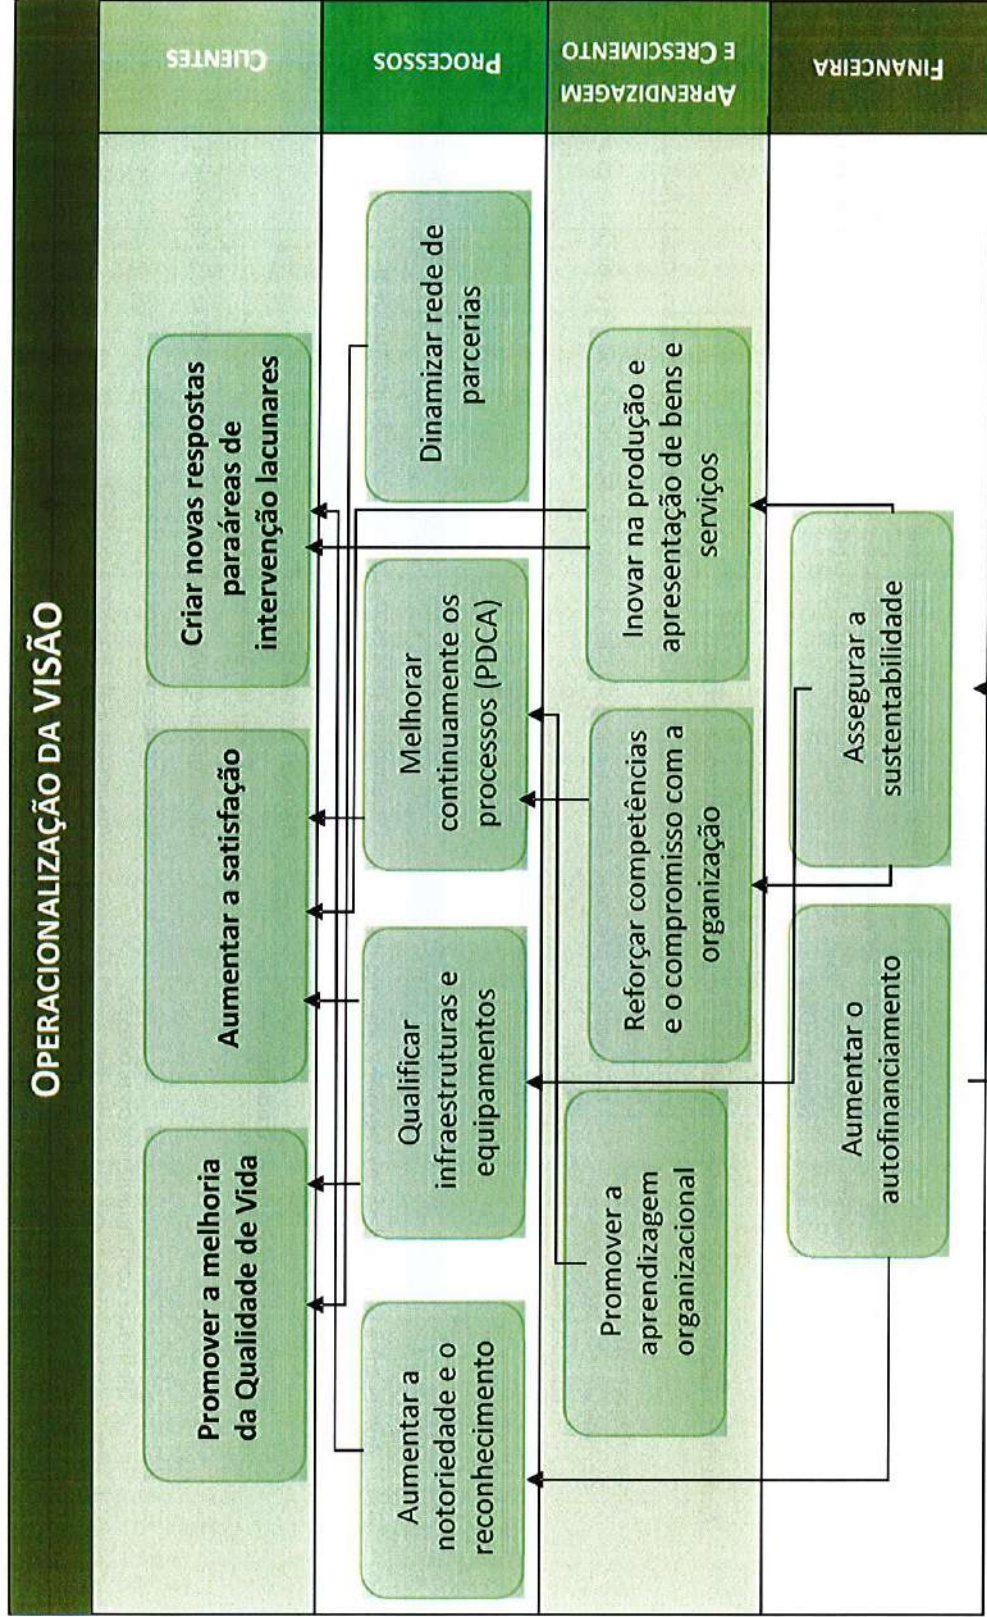 OPERACIONALIZAÇÃO DA VISÃO
Promover a melhoria
da Qualidade de Vida
Aumentar a satisfação
Criar novas respostas
paraáreas de
intervenção lacunares
CLIENTES
Aumentar a
notoriedade e o
reconhecimento
Qualificar
infraestruturas e
equipamentos
Melhorar
continuamente os
processos (PDCA)
Dinamizar rede de
parcerias
PROCESSOS
Promover a
aprendizagem
organizacional
Reforçar competências
e o compromisso com a
organização
Inovar na produção e
apresentação de bens e
serviços
APRENDIZAGEM
E CRESCIMENTO
Aumentar o
autofinanciamento
Assegurar a
sustentabilidade
FINANCEIRA